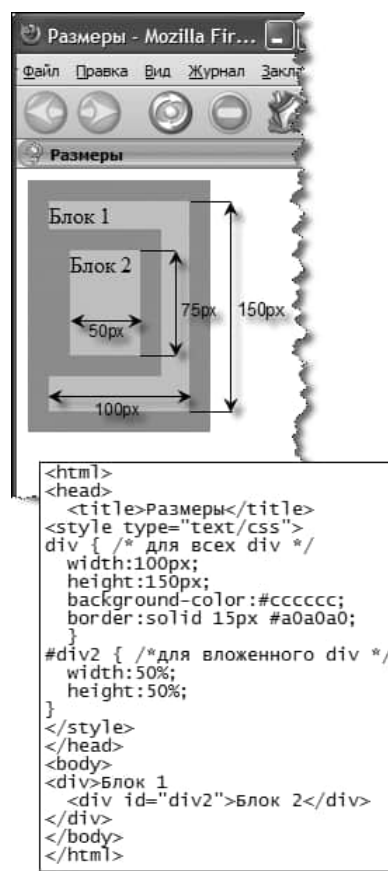 Размеры - Mozilla Fir...
Файл Правка Вид Журнал Закла
Размеры
Блок 1
Блок 2
75px
150px
50px
100px
<html>
<head>
  <title>Размеры</title>
<style type="text/css">
div { /* для всех div */
  width:100px;
  height:150px;
  background-color:#cccccc;
  border:solid 15px #a0a0a0;
  }
#div2 { /*для вложенного div */
  width:50%;
  height:50%;
}
</style>
</head>
<body>
<div>Блок 1
  <div id="div2">Блок 2</div>
</div>
</body>
</html>